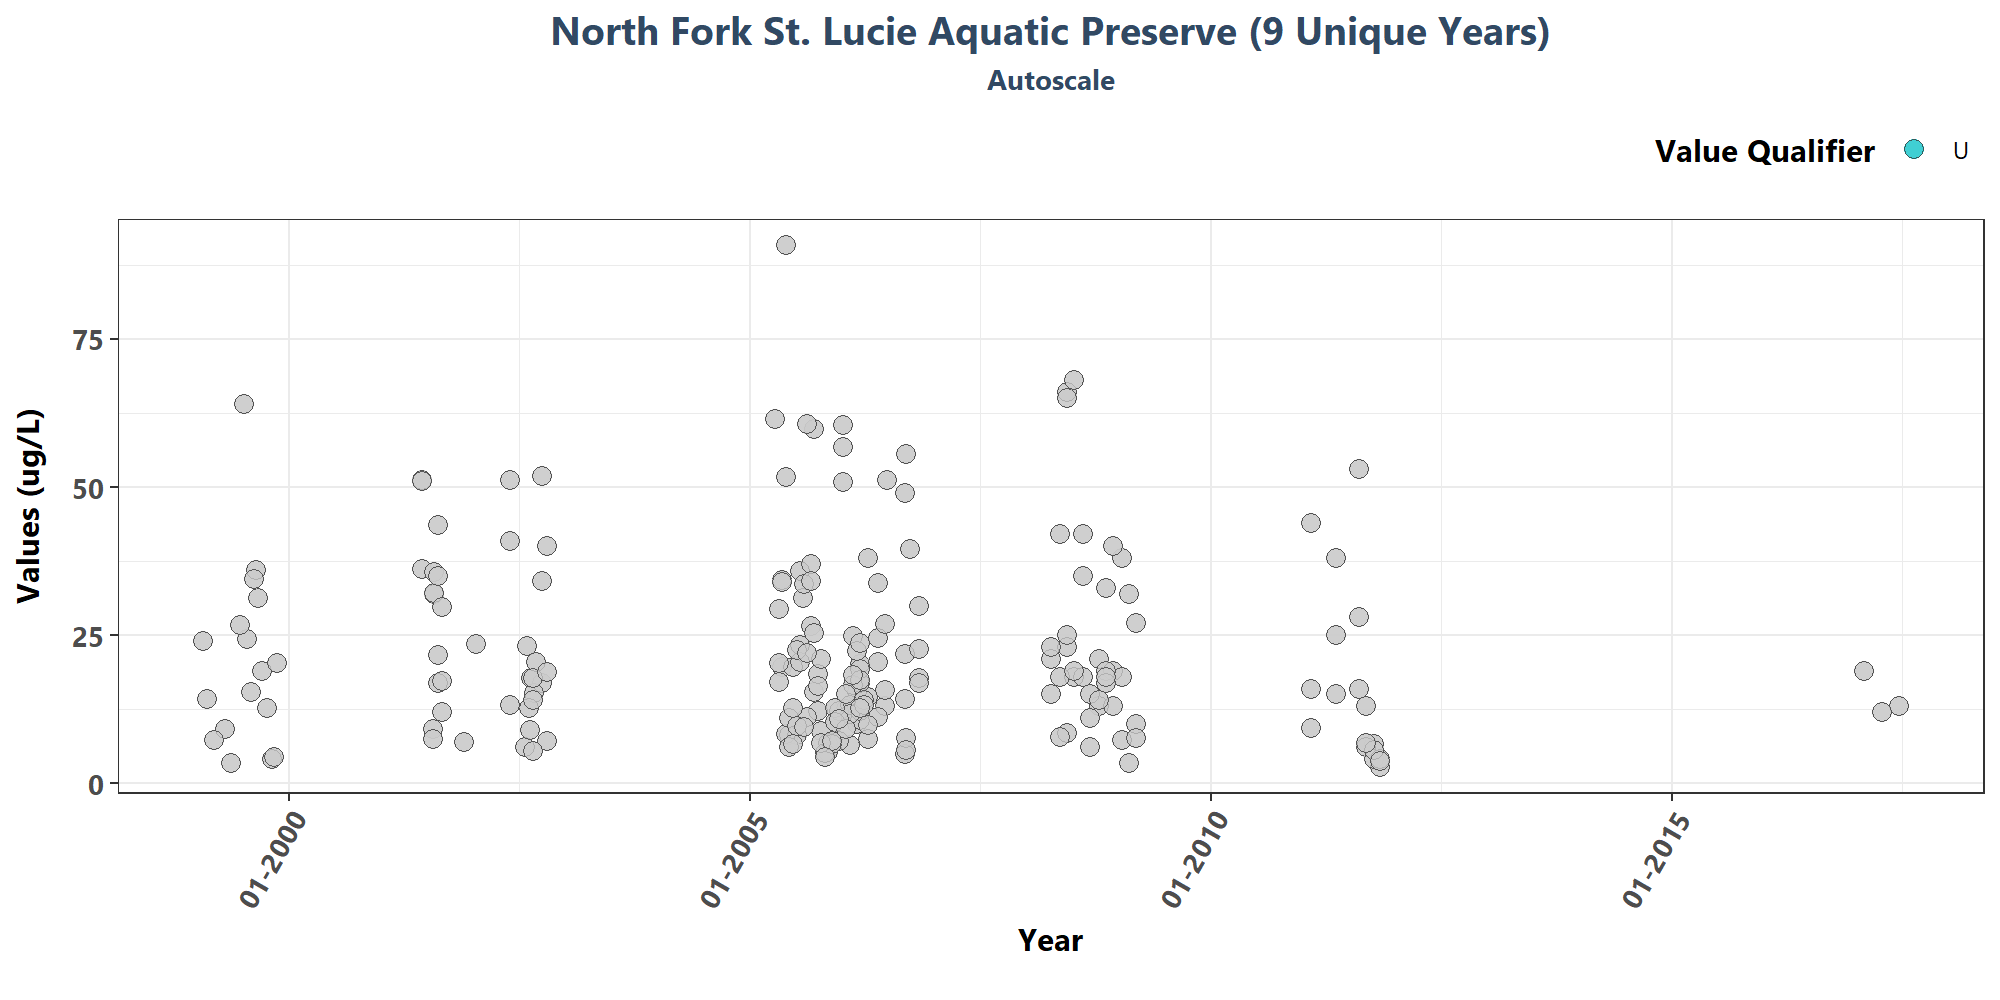 North Fork St. Lucie Aquatic Preserve (9 Unique Years)
Autoscale
Value Qualifier U
Values (ug/L)
75
50
25
0
01-2000 01-2005 01-2010 01-2015
Year